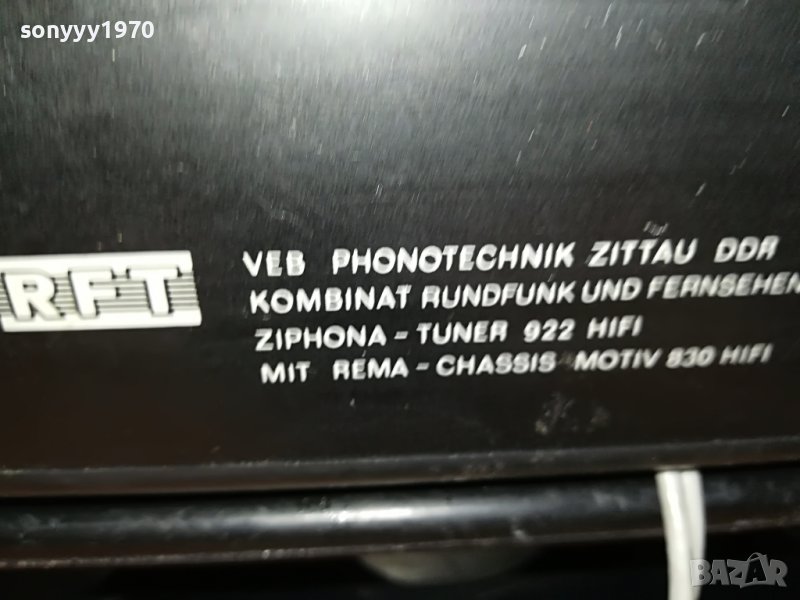 sonyyy1970
RFT
VEB PHONOTECHNIK ZITTAU DDR
KOMBINAT RUNDFUNK UND FERNSEHEN
ZIPHONA - TUNER 922 HIFI
MIT REMA - CHASSIS MOTIV 830 HIFI
BAZAR